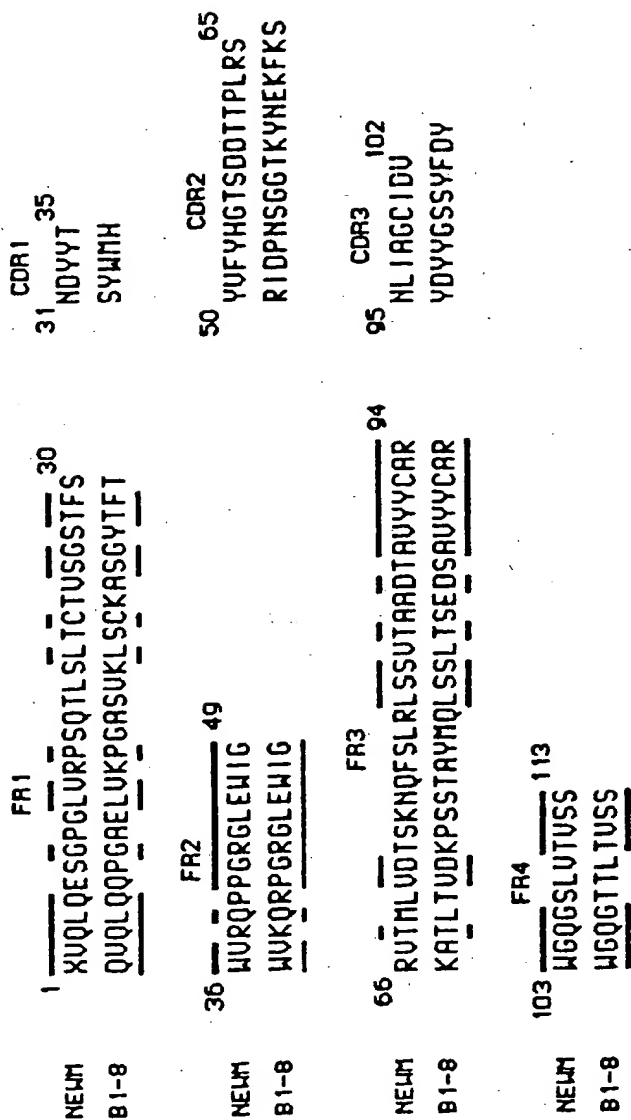 FR1 CDR1
1 30 31 35
NEWM XVQLQESGPGLVRPSQTLSLTCTVSGSTFS NDYYT
B1-8 QVQLQQPGAELVKPGASVKLSCKASGYTFT SYWMH
FR2 CDR2
36 49 50 65
NEWM WVRQPPGRGLEWIG YVFYHGTSDDTTPLRS
B1-8 WVKQRPGRGLEWIG RIDPNSGGTKYNEKFKS
FR3 CDR3
66 94 95 102
NEWM RVTMLVDTSKNQFSLRLSSVTAADTAVYYCAR NLIAGCIDV
B1-8 KATLTVDKPSSTAYMQLSSLTSEDSAVYYCAR YDYYGSSYFDY
FR4
103 113
NEWM WGQGSLVTVSS
B1-8 WGQGTTLTVSS